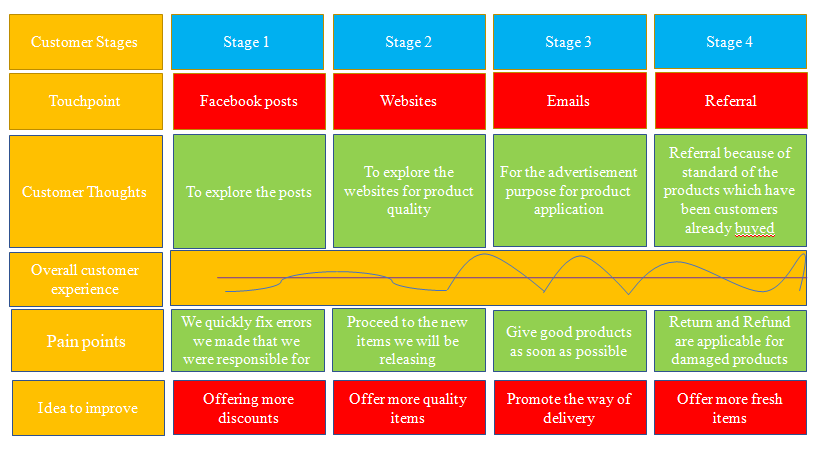 Customer Stages
Stage 1
Stage 2
Stage 3
Stage 4
Touchpoint
Facebook posts
Websites
Emails
Referral
Customer Thoughts
To explore the posts
To explore the
websites for product
quality
For the advertisement
purpose for product
application
Referral because of
standard of the
products which have
been customers
already buyed
Overall customer
experience
Pain points
We quickly fix errors
we made that we
were responsible for
Proceed to the new
items we will be
releasing
Give good products
as soon as possible
Return and Refund
are applicable for
damaged products
Idea to improve
Offering more
discounts
Offer more quality
items
Promote the way of
delivery
Offer more fresh
items